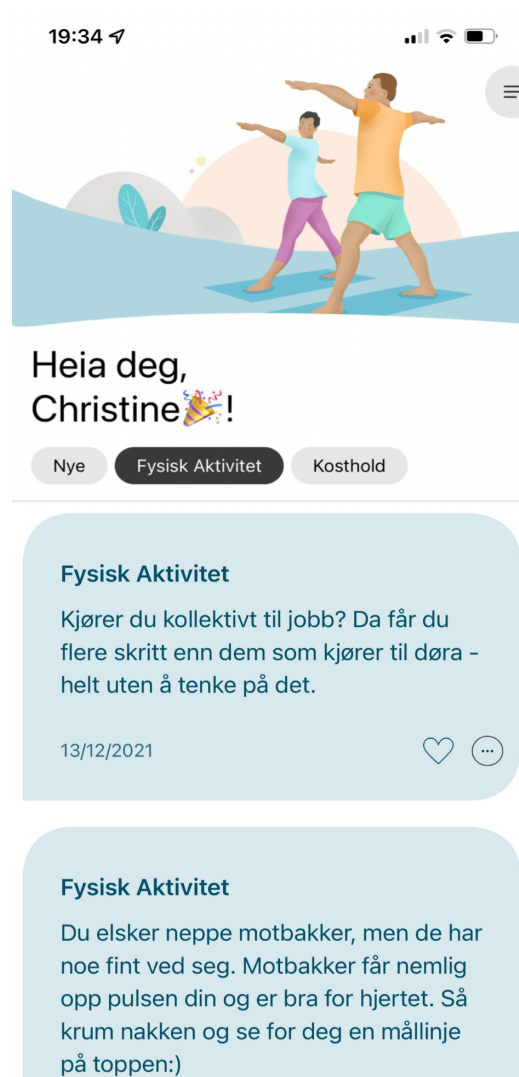 19:34
Heia deg,
Christine🎉!
Nye Fysisk Aktivitet Kosthold
Fysisk Aktivitet
Kjører du kollektivt til jobb? Da får du
flere skritt enn dem som kjører til døra -
helt uten å tenke på det.
13/12/2021
Fysisk Aktivitet
Du elsker neppe motbakker, men de har
noe fint ved seg. Motbakker får nemlig
opp pulsen din og er bra for hjertet. Så
krum nakken og se for deg en mållinje
på toppen:)